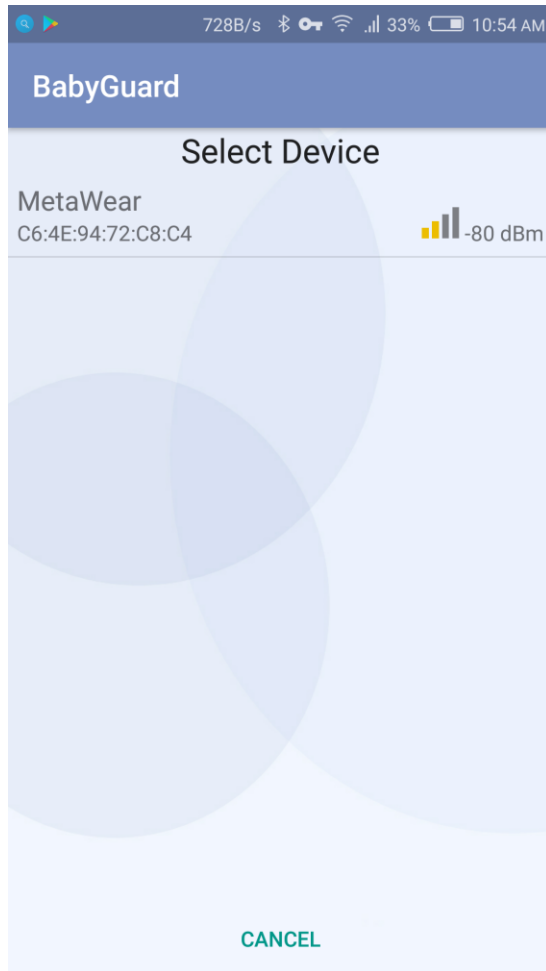 728B/s 33% 10:54 AM
BabyGuard
Select Device
MetaWear
C6:4E:94:72:C8:C4
-80 dBm
CANCEL